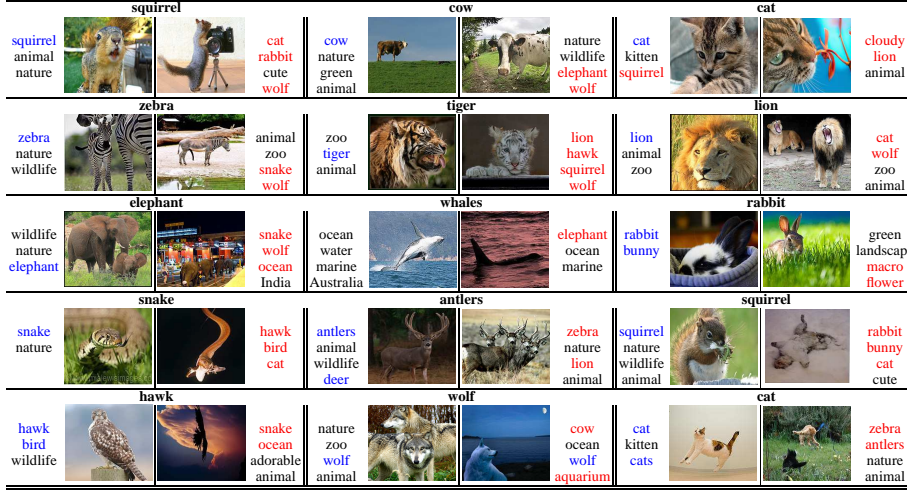 squirrel
cow
cat
squirrel
animal
nature
cat
rabbit
cute
wolf
cow
nature
green
animal
nature
wildlife
elephant
wolf
cat
kitten
squirrel
cloudy
lion
animal
zebra
tiger
lion
zebra
nature
wildlife
animal
zoo
snake
wolf
zoo
tiger
animal
lion
hawk
squirrel
wolf
lion
animal
zoo
cat
wolf
zoo
animal
elephant
whales
rabbit
wildlife
nature
elephant
snake
wolf
ocean
India
ocean
water
marine
Australia
elephant
ocean
marine
rabbit
bunny
green
landscap
macro
flower
snake
antlers
squirrel
snake
nature
hawk
bird
cat
antlers
animal
wildlife
deer
zebra
nature
lion
animal
squirrel
nature
wildlife
animal
rabbit
bunny
cat
cute
hawk
wolf
cat
hawk
bird
wildlife
snake
ocean
adorable
animal
nature
zoo
wolf
animal
cow
ocean
wolf
aquarium
cat
kitten
cats
zebra
antlers
nature
animal